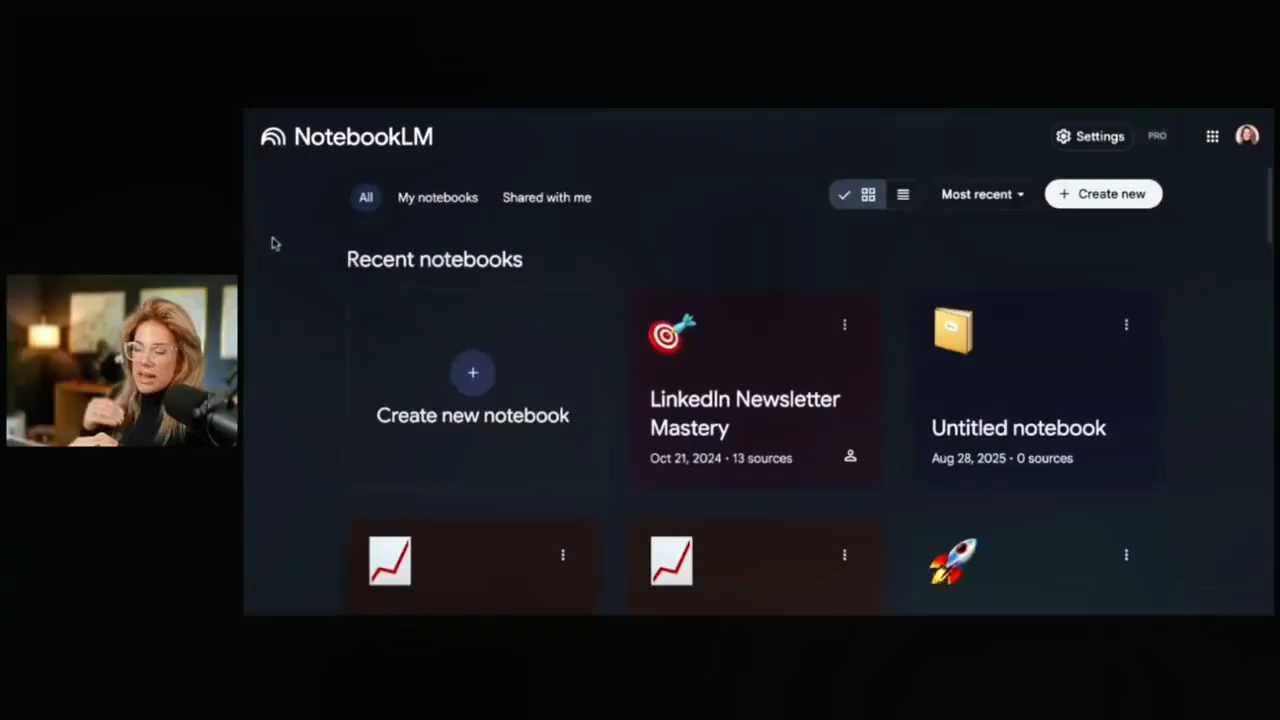 NotebookLM
Settings
PRO
All
My notebooks
Shared with me
Most recent
+ Create new
Recent notebooks
+
Create new notebook
LinkedIn Newsletter
Mastery
Oct 21, 2024 · 13 sources
Untitled notebook
Aug 28, 2025 · 0 sources